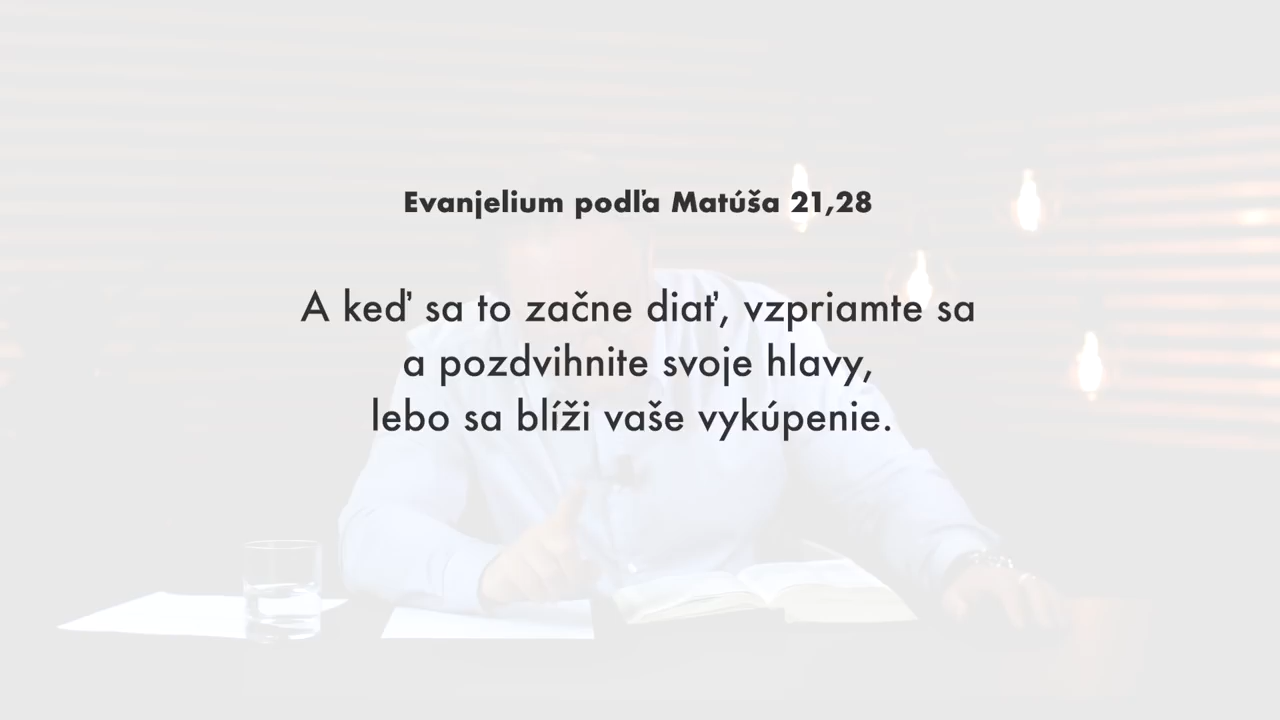 Evanjelium podľa Matúša 21,28
A keď sa to začne diať, vzpriamte sa
a pozdvihnite svoje hlavy,
lebo sa blíži vaše vykúpenie.